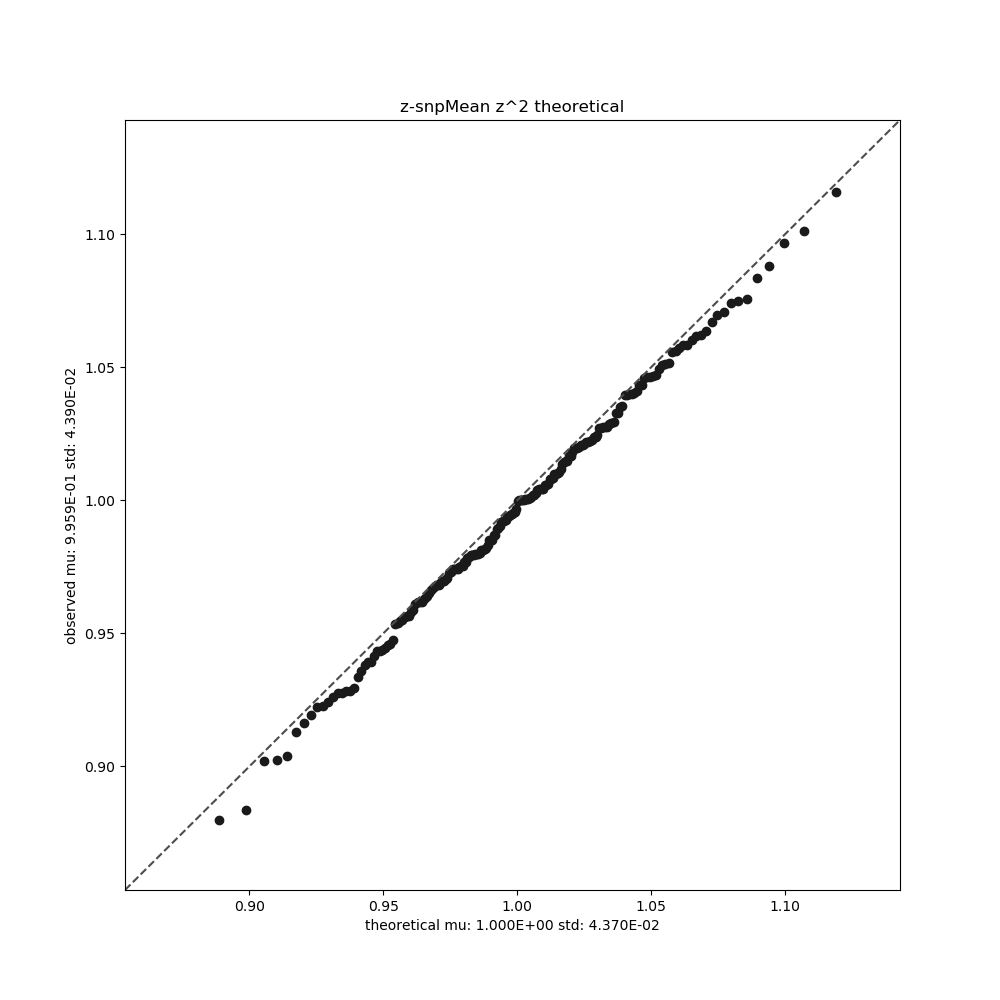 z-snpMean z^2 theoretical
observed mu: 9.959E-01 std: 4.390E-02
1.10
1.05
1.00
0.95
0.90
0.90 0.95 1.00 1.05 1.10
theoretical mu: 1.000E+00 std: 4.370E-02